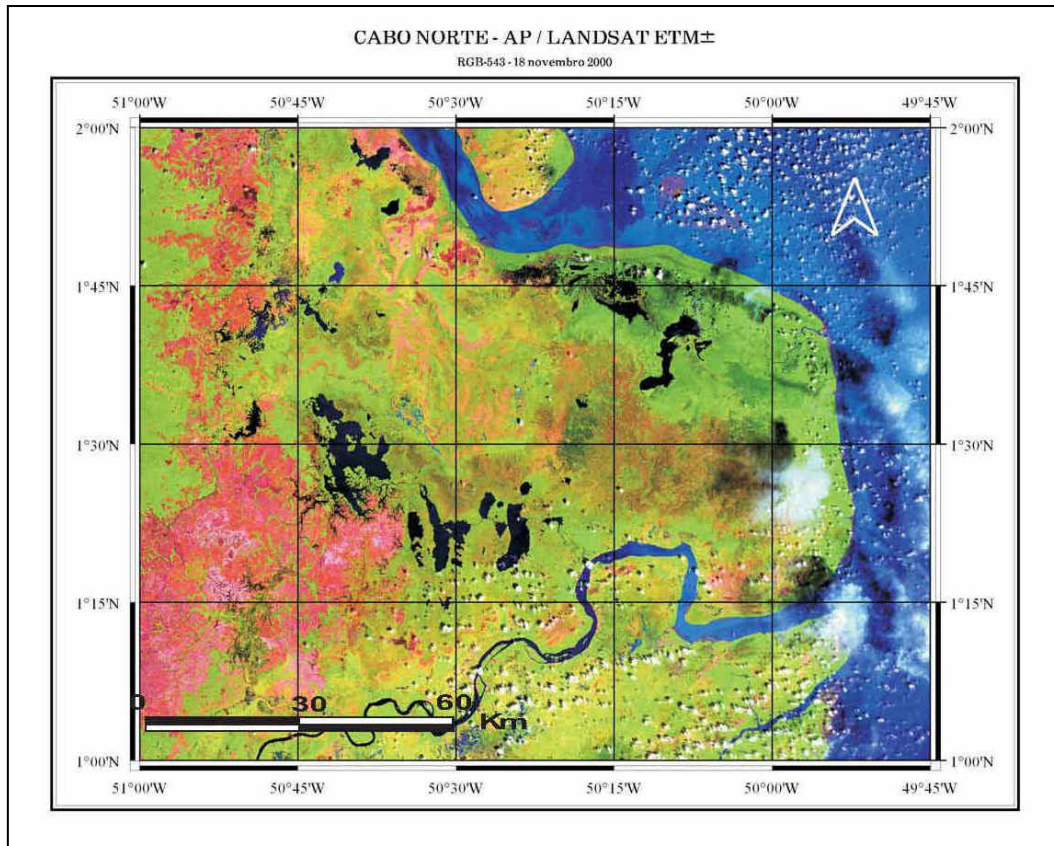 CABO NORTE - AP / LANDSAT ETM±
RGB-543 - 18 novembro 2000
51°00'W 50°45'W 50°30'W 50°15'W 50°00'W 49°45'W
2°00'N 2°00'N
1°45'N 1°45'N
1°30'N 1°30'N
1°15'N 1°15'N
0 30 60 Km
1°00'N 1°00'N
51°00'W 50°45'W 50°30'W 50°15'W 50°00'W 49°45'W